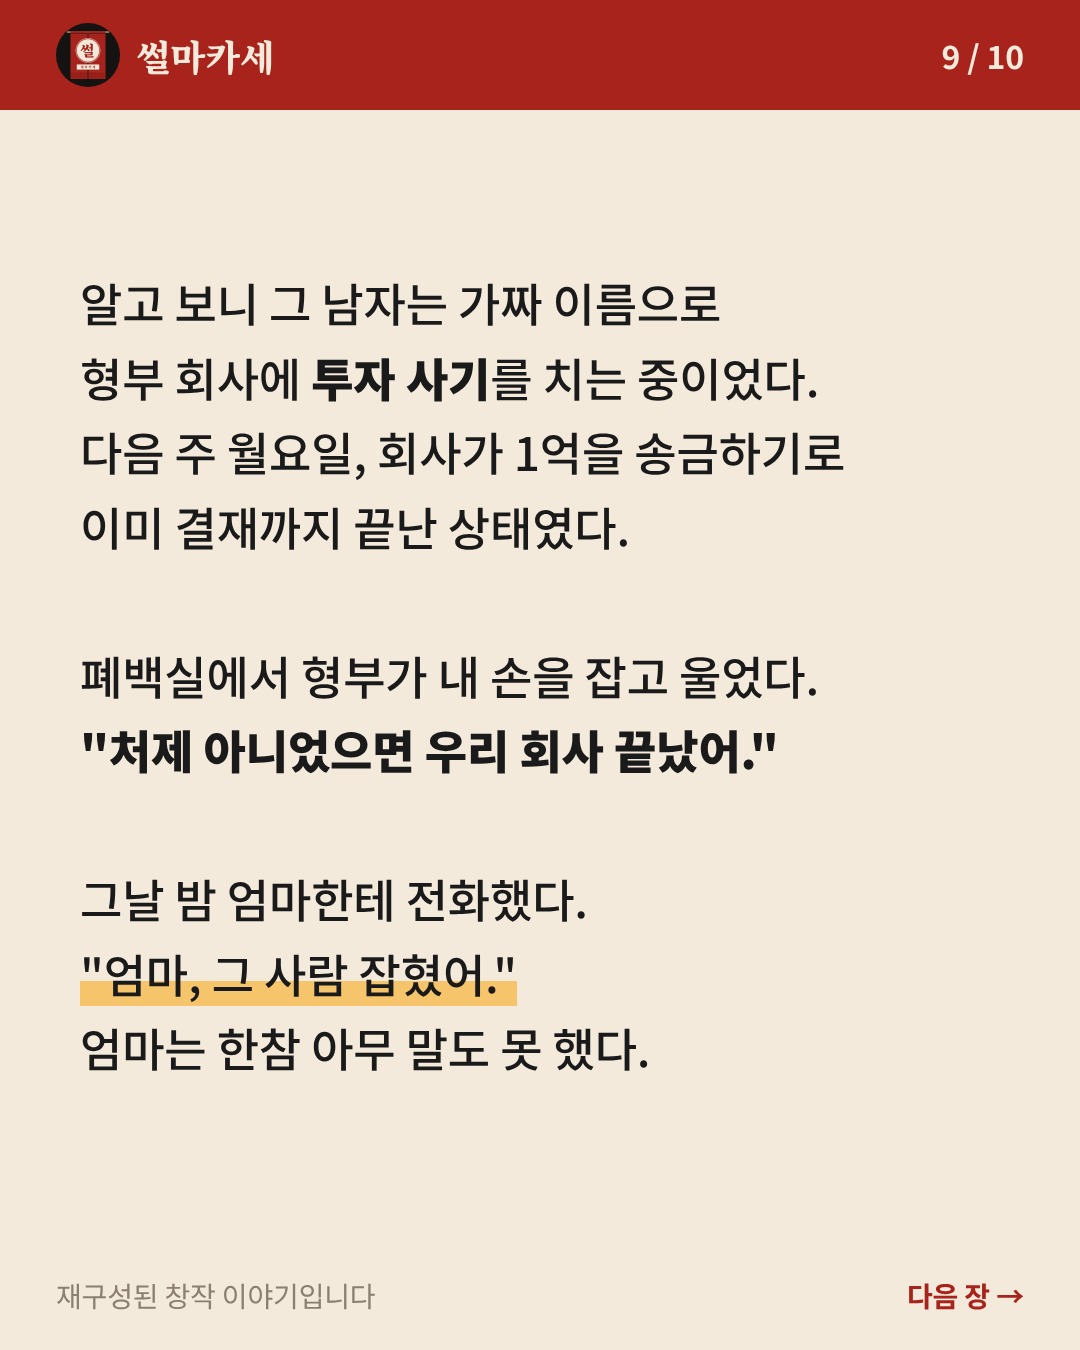 썰
썰마카세
9 / 10
알고 보니 그 남자는 가짜 이름으로
형부 회사에 투자 사기를 치는 중이었다.
다음 주 월요일, 회사가 1억을 송금하기로
이미 결재까지 끝난 상태였다.
폐백실에서 형부가 내 손을 잡고 울었다.
"처제 아니었으면 우리 회사 끝났어."
그날 밤 엄마한테 전화했다.
"엄마, 그 사람 잡혔어."
엄마는 한참 아무 말도 못 했다.
재구성된 창작 이야기입니다
다음 장 →